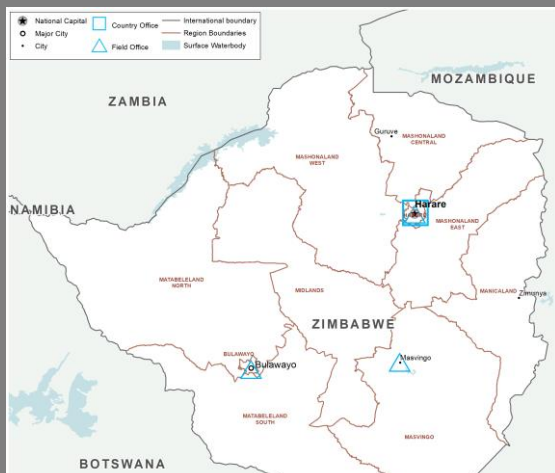 National Capital
Major City
City
Country Office
Field Office
International boundary
Region Boundaries
Surface Waterbody
MOZAMBIQUE
ZAMBIA
Guruve
MASHONALAND
CENTRAL
MASHONALAND
WEST
Harare
HARARE
NAMIBIA
MASHONALAND
EAST
MATABELELAND
NORTH
MIDLANDS
MANICALAND
Zimunya
ZIMBABWE
BULAWAYO
Bulawayo
Masvingo
MATABELELAND
SOUTH
MASVINGO
BOTSWANA